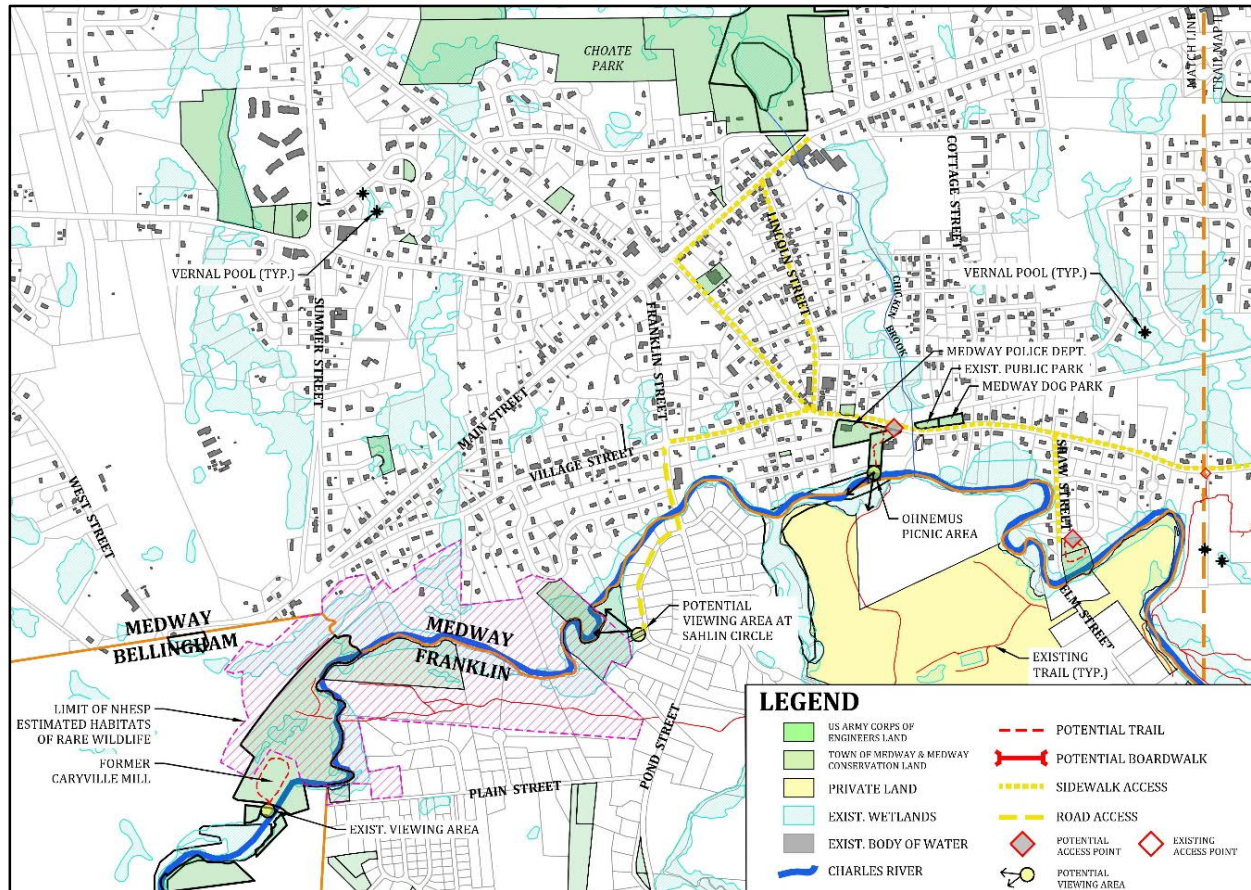 CHOATE
PARK
MATCH LINE
TRAIL MAP 1
COTTAGE STREET
LINCOLN STREET
VERNAL POOL (TYP.)
VERNAL POOL (TYP.)
SUMMER STREET
FRANKLIN STREET
CHICKEN BROOK
MEDWAY POLICE DEPT.
EXIST. PUBLIC PARK
MEDWAY DOG PARK
MAIN STREET
VILLAGE STREET
WEST STREET
SHAW STREET
OHNEMUS
PICNIC AREA
ELM STREET
MEDWAY
BELLINGHAM
MEDWAY
FRANKLIN
POTENTIAL
VIEWING AREA AT
SAHLIN CIRCLE
EXISTING
TRAIL (TYP.)
LIMIT OF NHESP
ESTIMATED HABITATS
OF RARE WILDLIFE
FORMER
CARYVILLE MILL
POND STREET
PLAIN STREET
EXIST. VIEWING AREA
LEGEND
US ARMY CORPS OF
ENGINEERS LAND
TOWN OF MEDWAY & MEDWAY
CONSERVATION LAND
PRIVATE LAND
EXIST. WETLANDS
EXIST. BODY OF WATER
CHARLES RIVER
POTENTIAL TRAIL
POTENTIAL BOARDWALK
SIDEWALK ACCESS
ROAD ACCESS
POTENTIAL
ACCESS POINT
EXISTING
ACCESS POINT
POTENTIAL
VIEWING AREA